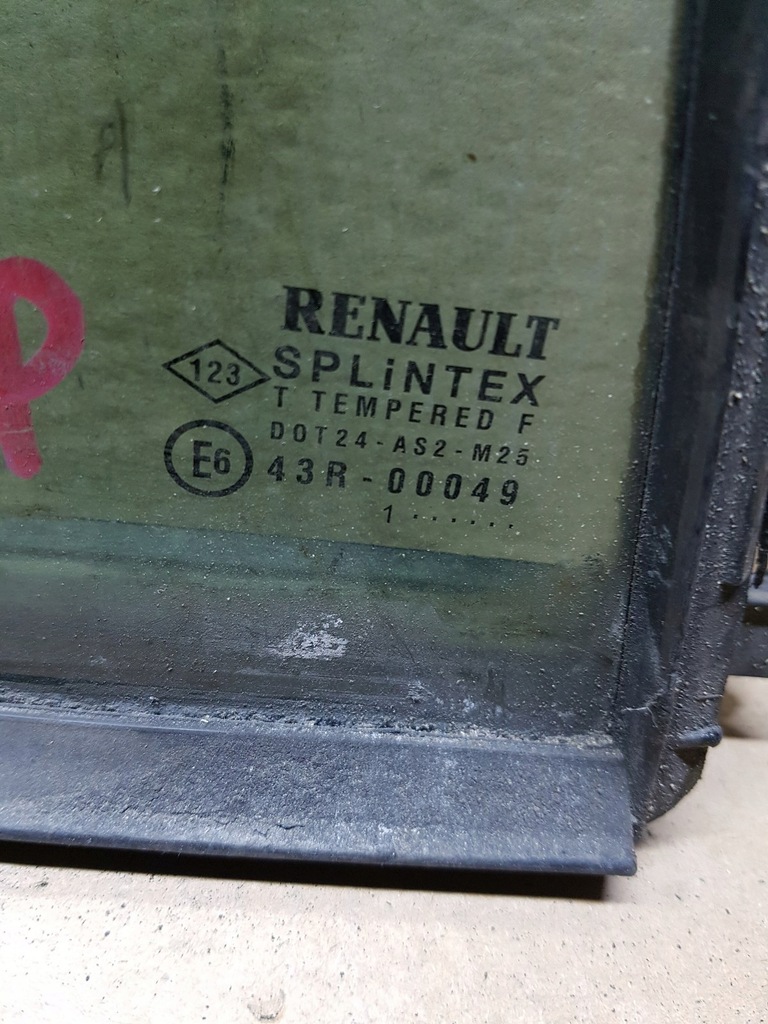 RENAULT
123
SPLiNTEX
T TEMPERED F
DOT24-AS2-M25
E6
43R-00049
1 ......
P